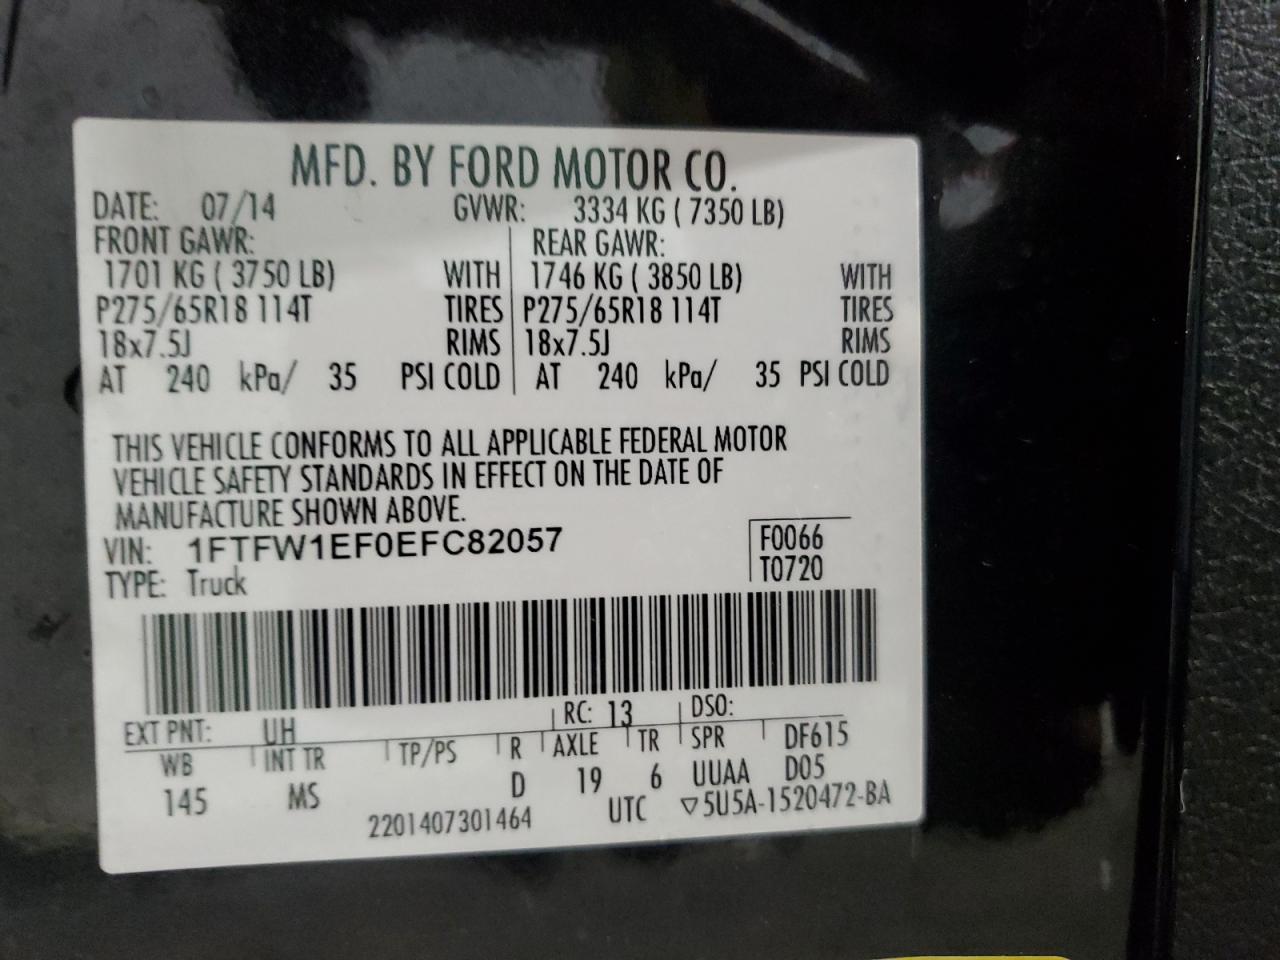 MFD. BY FORD MOTOR CO.
DATE: 07/14 GVWR: 3334 KG ( 7350 LB)
FRONT GAWR: REAR GAWR:
1701 KG ( 3750 LB) WITH 1746 KG ( 3850 LB) WITH
P275/65R18 114T TIRES P275/65R18 114T TIRES
18x7.5J RIMS 18x7.5J RIMS
AT 240 kPa/ 35 PSI COLD AT 240 kPa/ 35 PSI COLD
THIS VEHICLE CONFORMS TO ALL APPLICABLE FEDERAL MOTOR
VEHICLE SAFETY STANDARDS IN EFFECT ON THE DATE OF
MANUFACTURE SHOWN ABOVE.
VIN: 1FTFW1EF0EFC82057 F0066
TYPE: Truck T0720
EXT PNT: UH RC: 13 DSO:
WB INT TR TP/PS R AXLE TR SPR DF615
145 MS D 19 6 UUAA D05
2201407301464 UTC ▽5U5A-1520472-BA